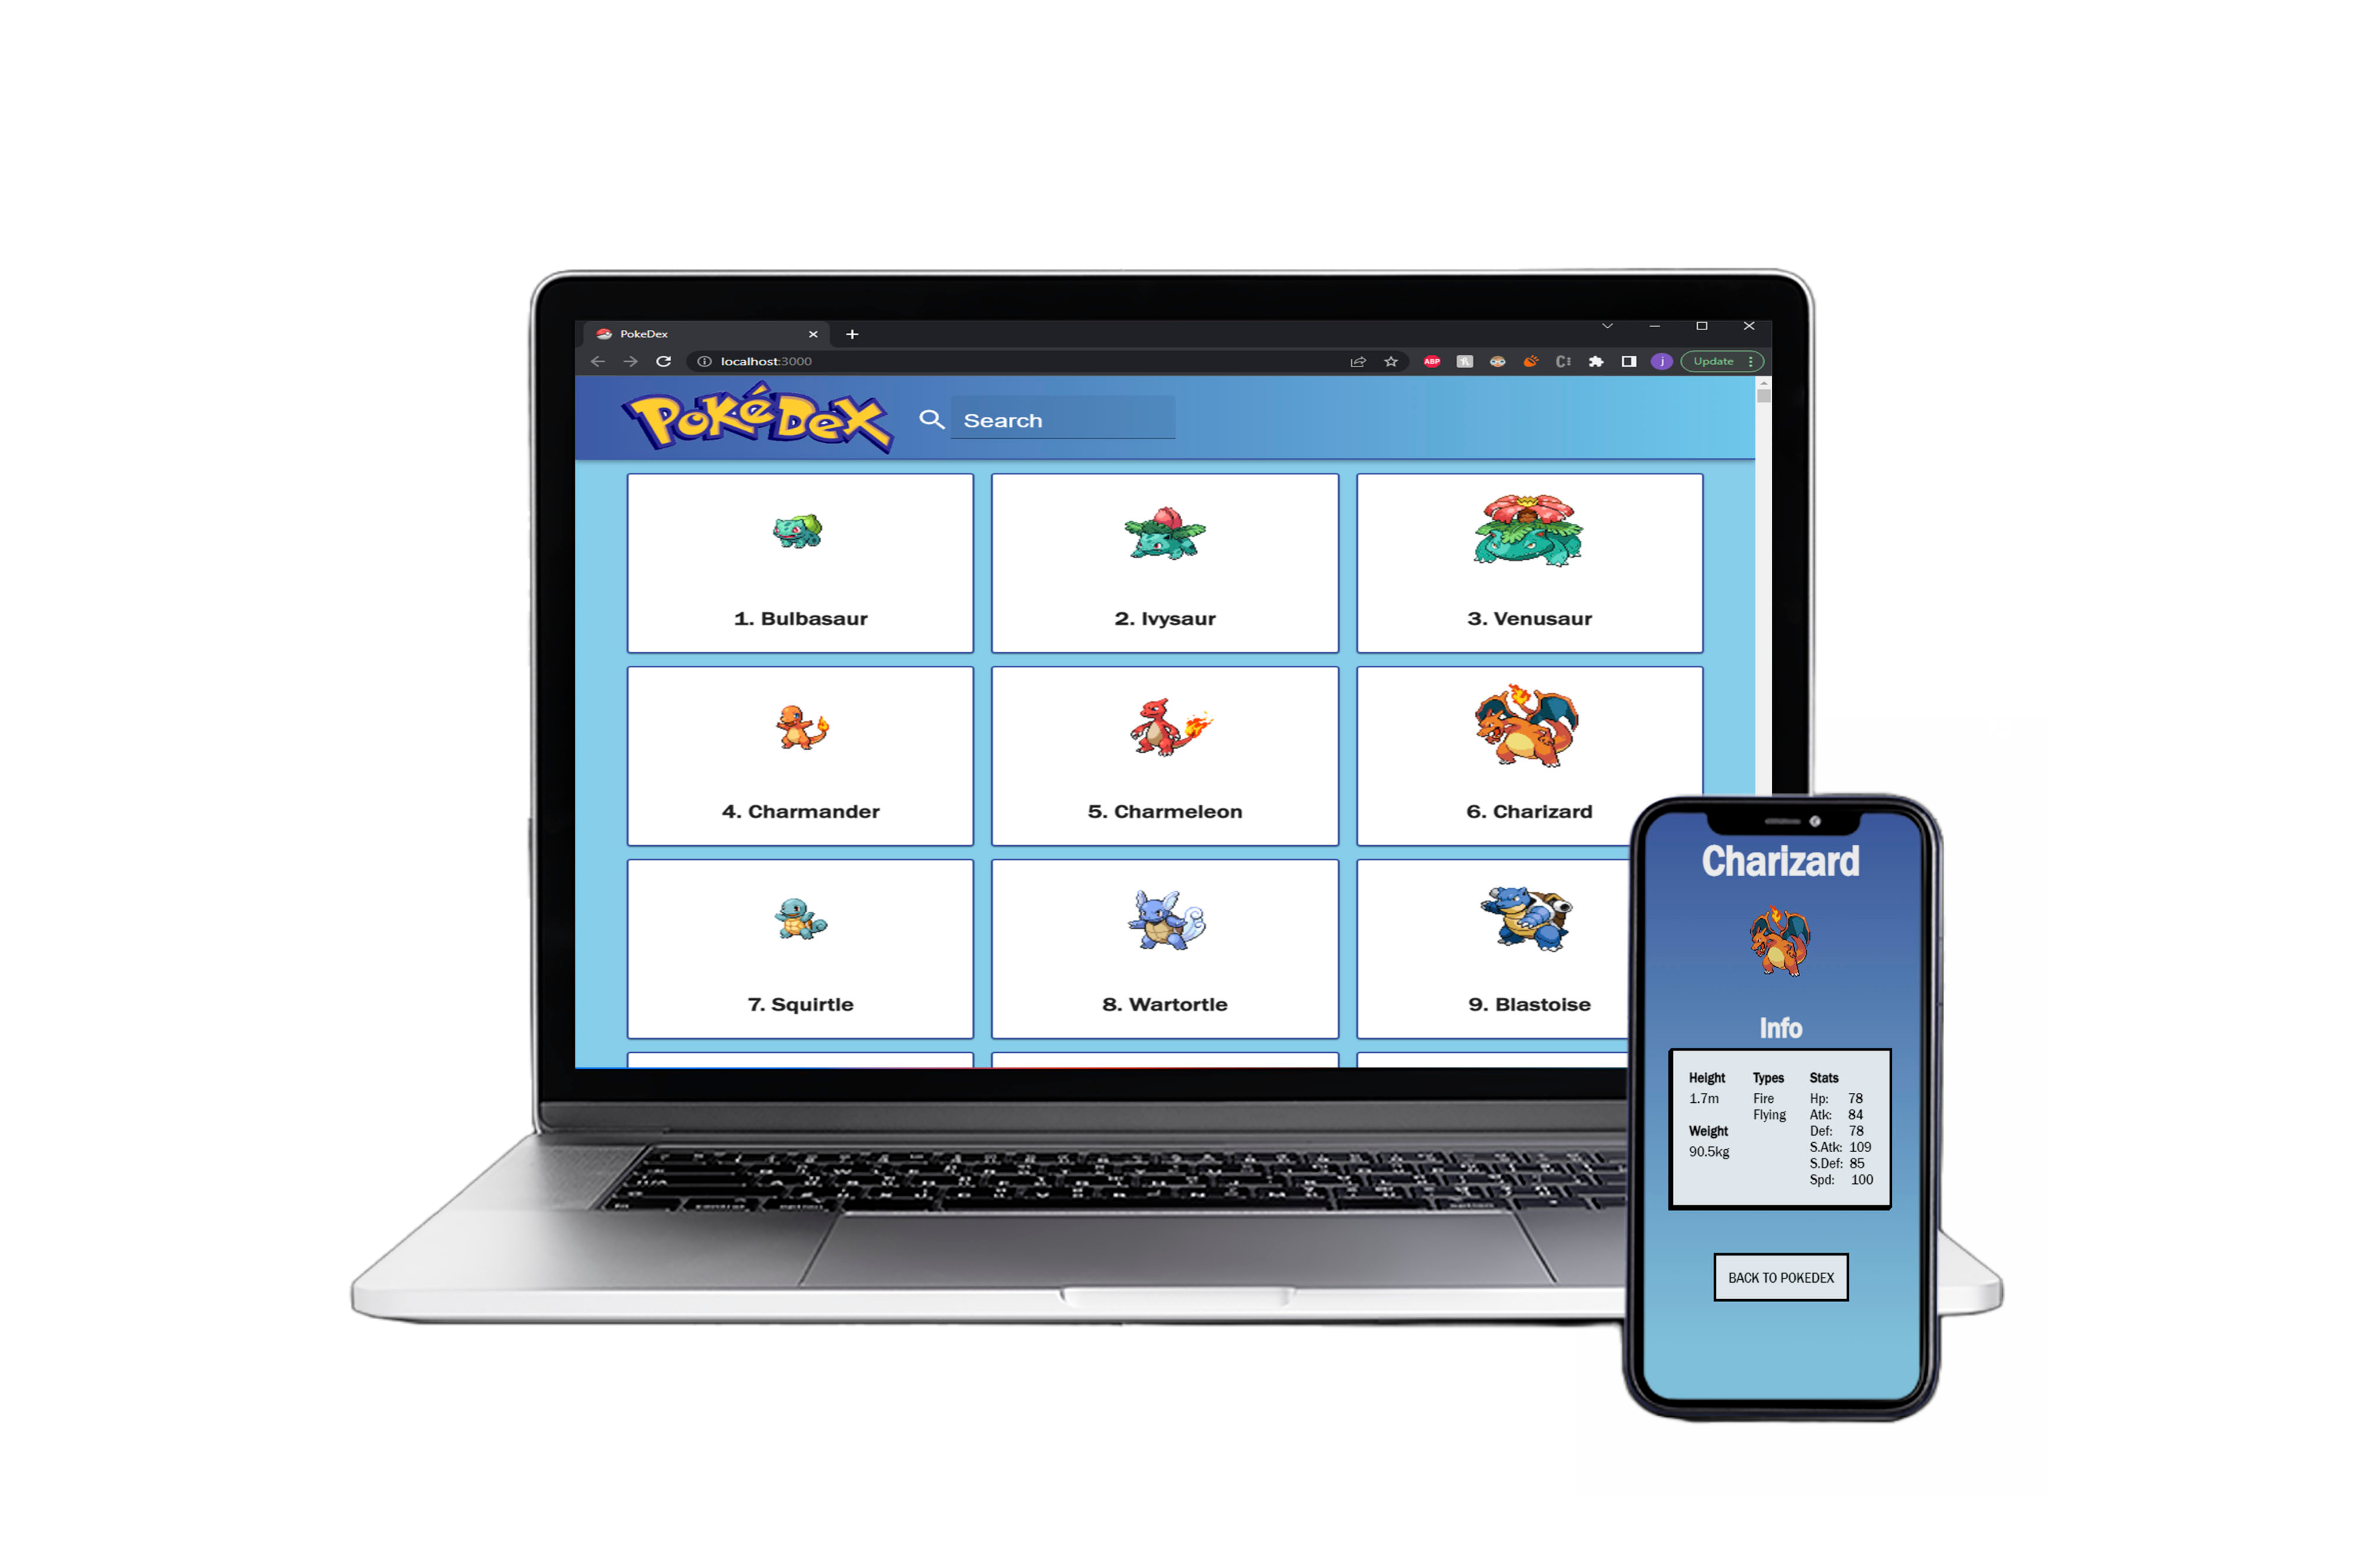 PokeDex
localhost:3000
ABP
j
Update
PokéDex
Search
1. Bulbasaur
2. Ivysaur
3. Venusaur
4. Charmander
5. Charmeleon
6. Charizard
7. Squirtle
8. Wartortle
9. Blastoise
Charizard
Info
Height
1.7m
Weight
90.5kg
Types
Fire
Flying
Stats
Hp: 78
Atk: 84
Def: 78
S.Atk: 109
S.Def: 85
Spd: 100
BACK TO POKEDEX